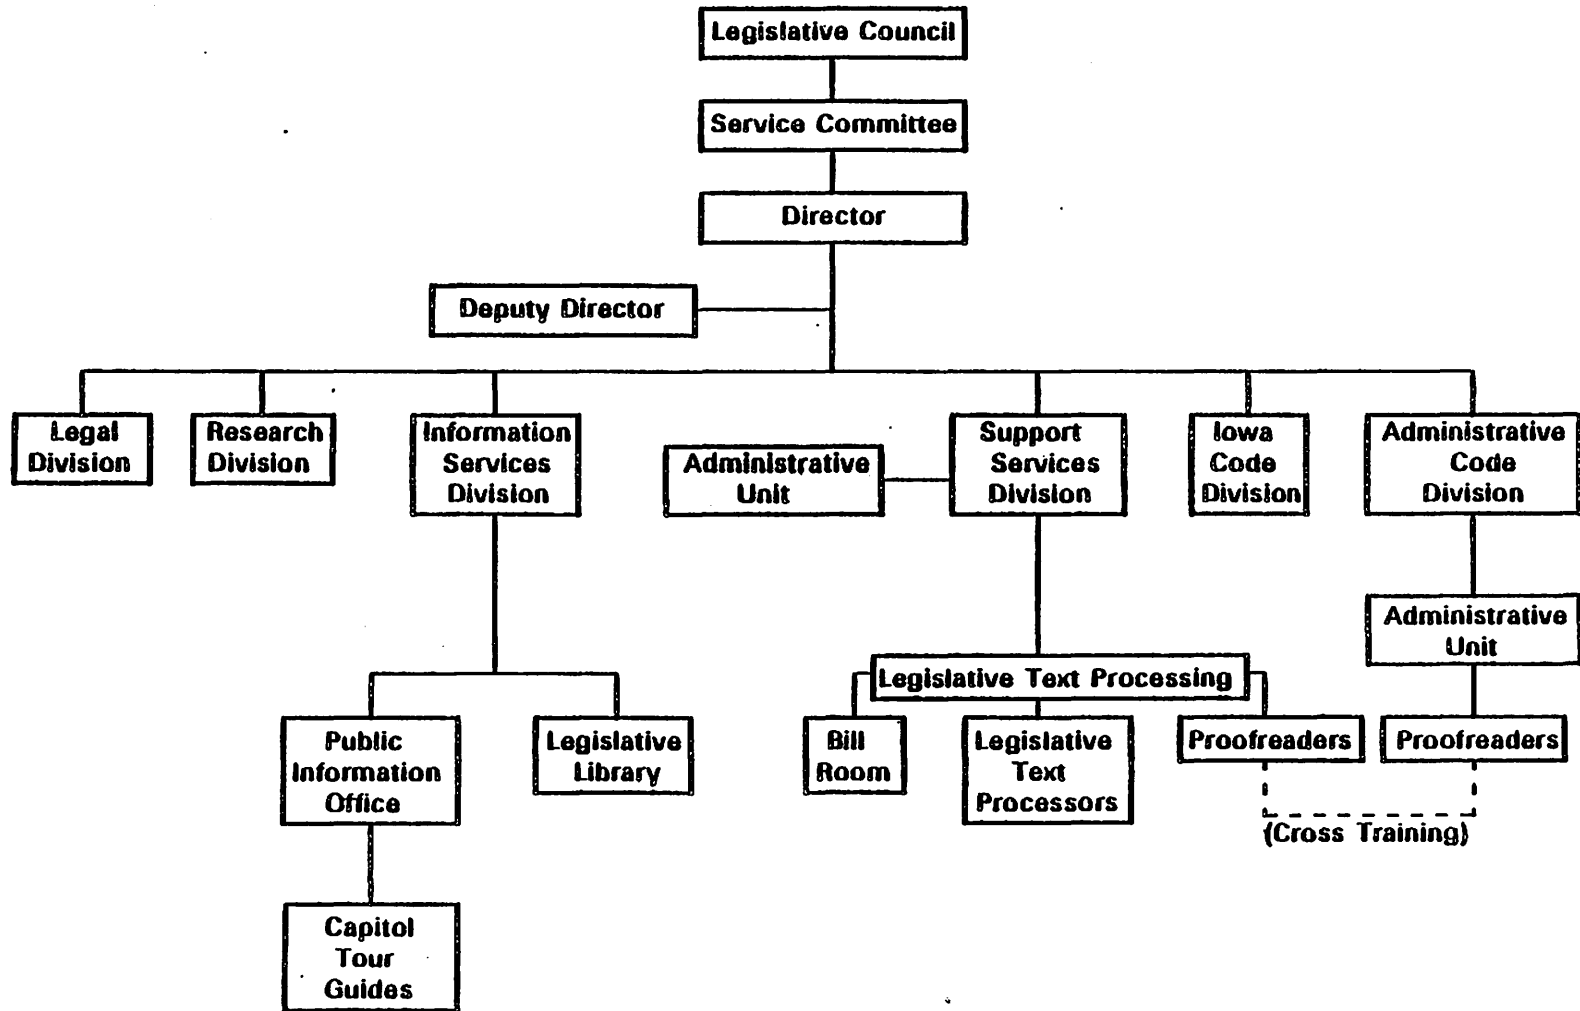 Legislative Council
Service Committee
Director
Deputy Director
Legal
Division
Research
Division
Information
Services
Division
Administrative
Unit
Support
Services
Division
Iowa
Code
Division
Administrative
Code
Division
Administrative
Unit
Legislative Text Processing
Public
Information
Office
Legislative
Library
Bill
Room
Legislative
Text
Processors
Proofreaders
Proofreaders
(Cross Training)
Capitol
Tour
Guides